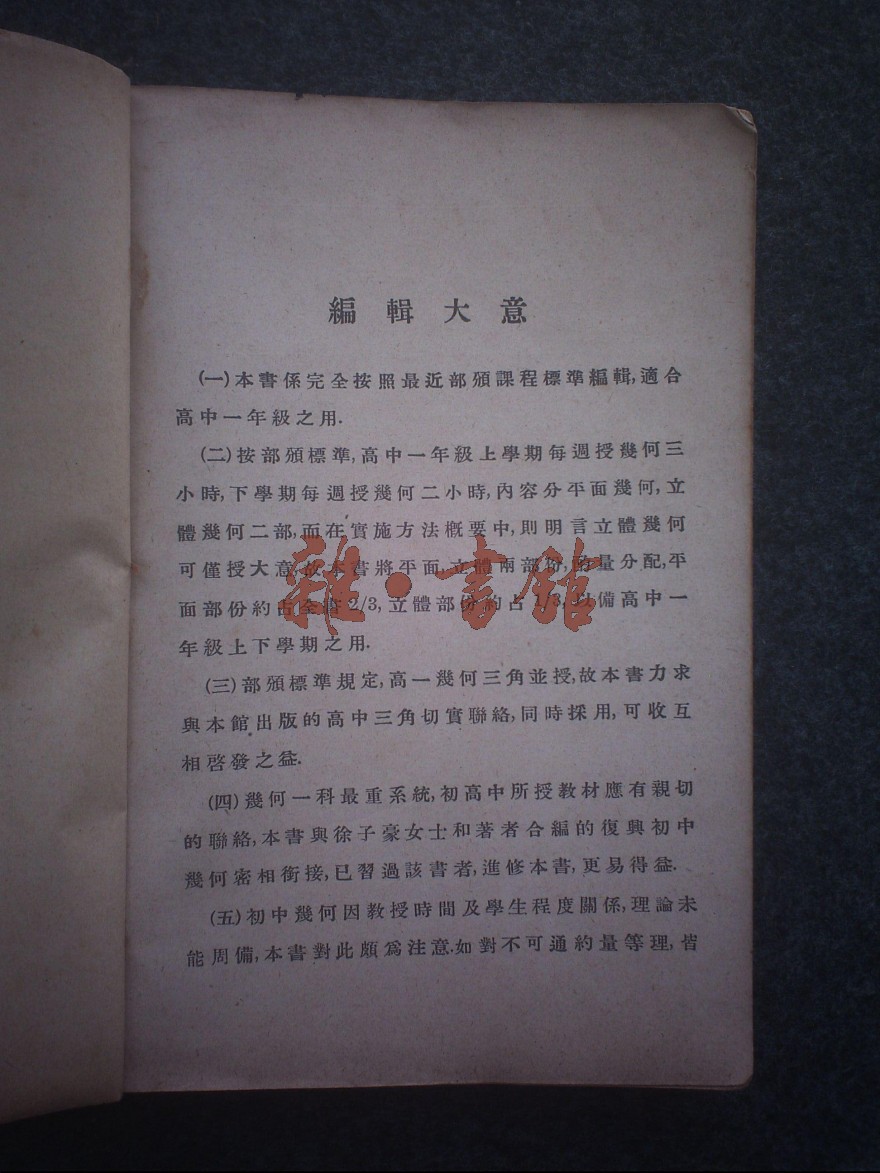 編輯大意
(一)本書係完全按照最近部頒課程標準編輯,適合
高中一年級之用.
(二)按部頒標準,高中一年級上學期每週授幾何三
小時,下學期每週授幾何二小時,內容分平面幾何,立
體幾何二部,而在實施方法概要中,則明言立體幾何
可僅授大意,故本書將平面,立體兩部份,酌量分配,平
面部份約占全書2/3,立體部份約占1/3,以備高中一
年級上下學期之用.
(三)部頒標準規定,高一幾何三角並授,故本書力求
與本館出版的高中三角切實聯絡,同時採用,可收互
相啓發之益.
(四)幾何一科最重系統,初高中所授教材應有親切
的聯絡,本書與徐子豪女士和著者合編的復興初中
幾何密相銜接,已習過該書者,進修本書,更易得益.
(五)初中幾何因教授時間及學生程度關係,理論未
能周備,本書對此頗爲注意.如對不可通約量等理,皆
雜·書館